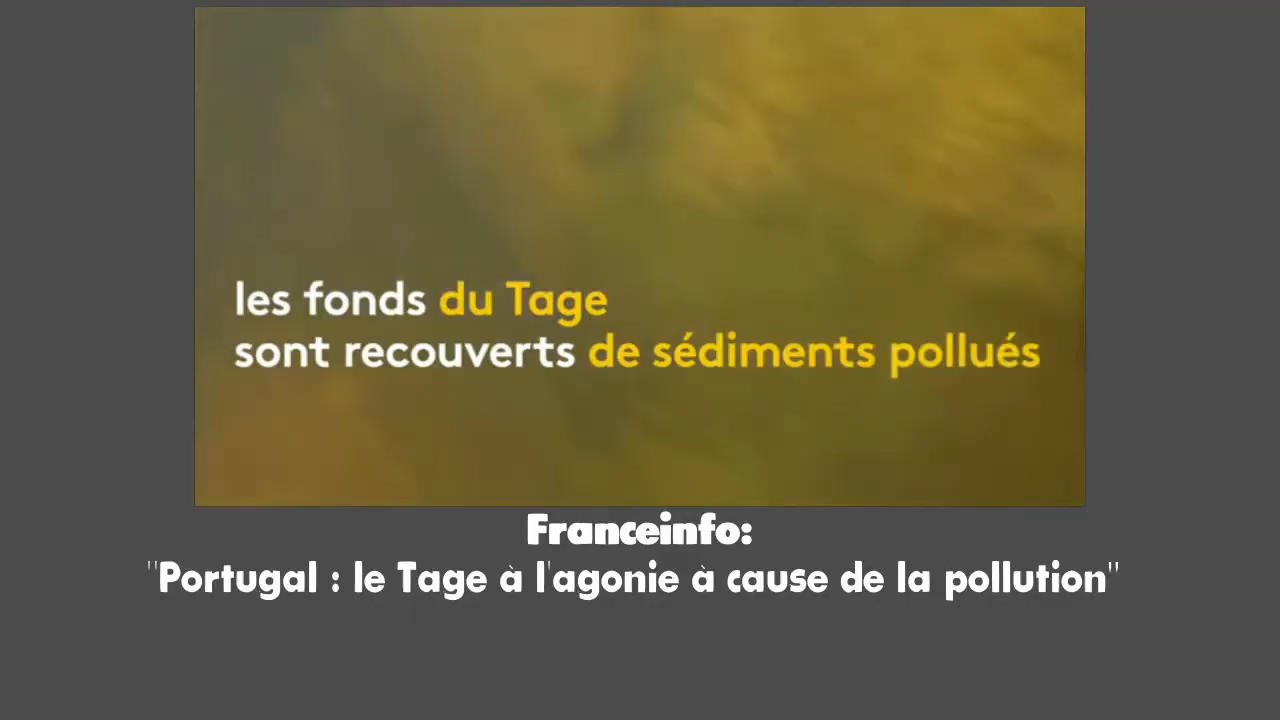 les fonds du Tage
sont recouverts de sédiments pollués
Franceinfo:
"Portugal : le Tage à l'agonie à cause de la pollution"